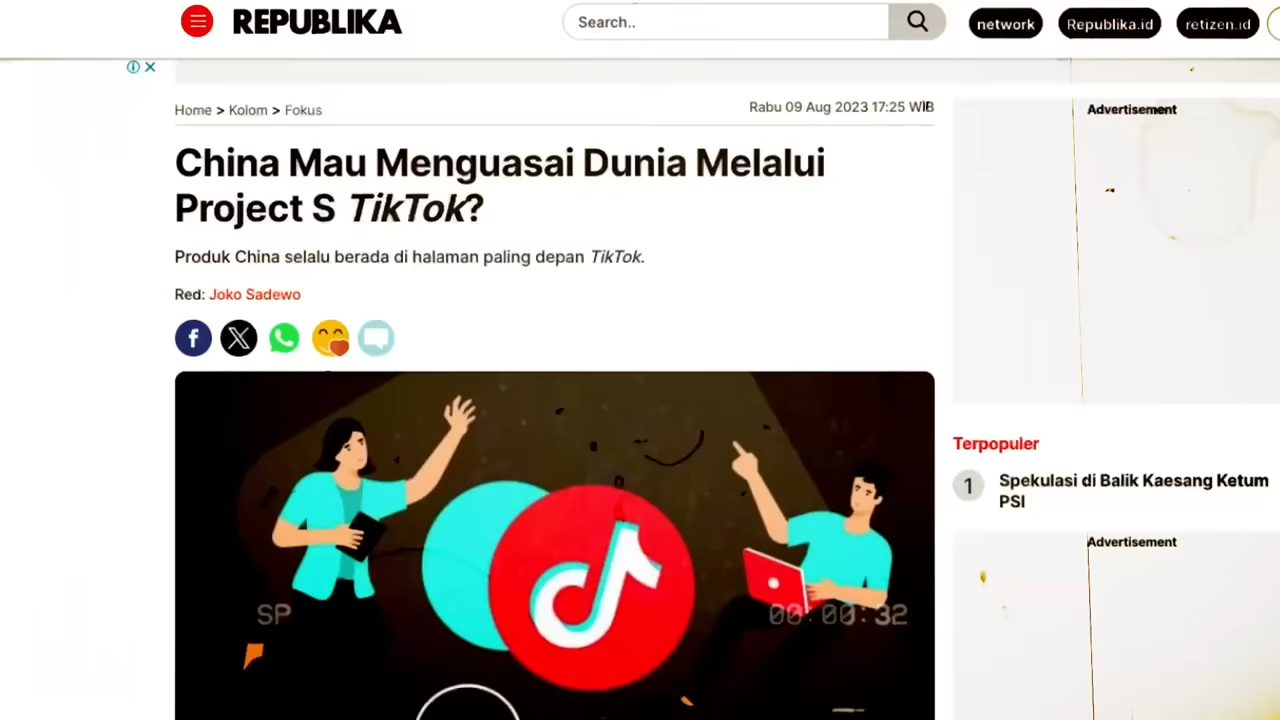 REPUBLIKA
Search..
network
Republika.id
retizen.id
Home > Kolom > Fokus
Rabu 09 Aug 2023 17:25 WIB
Advertisement
China Mau Menguasai Dunia Melalui
Project S TikTok?
Produk China selalu berada di halaman paling depan TikTok.
Red: Joko Sadewo
Terpopuler
1
Spekulasi di Balik Kaesang Ketum
PSI
Advertisement
SP
00:00:32